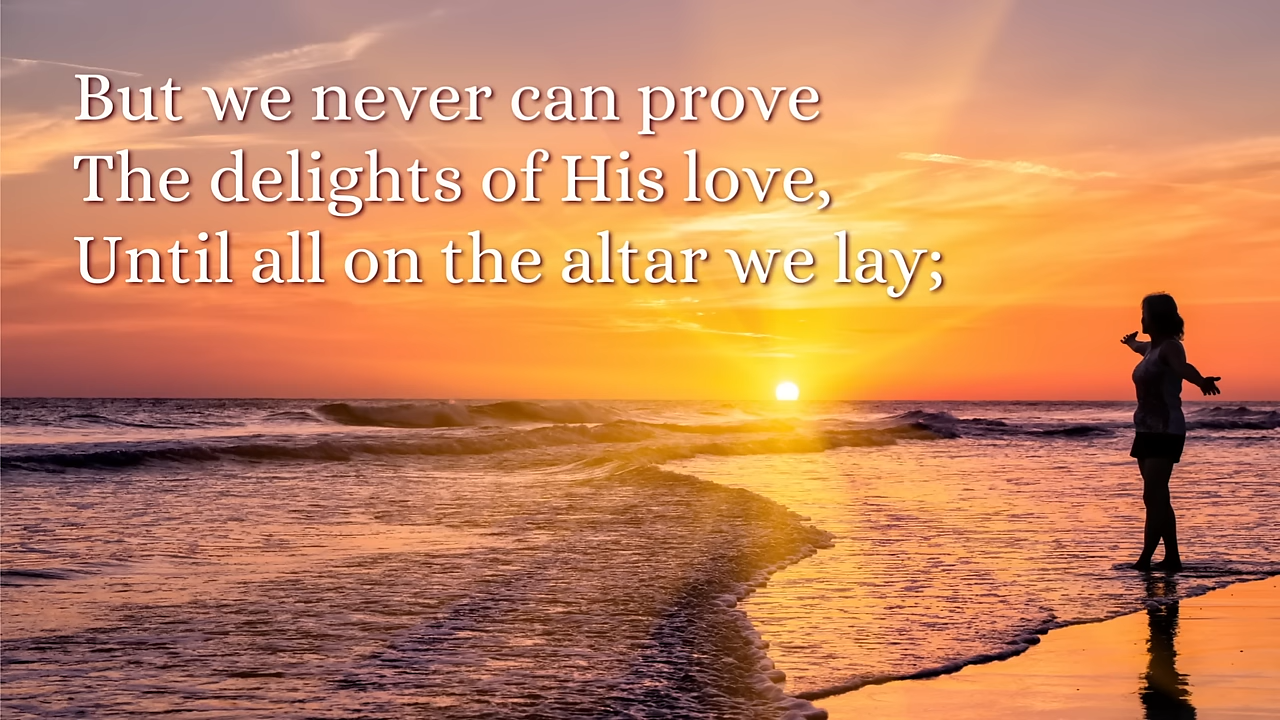 But we never can prove
The delights of His love,
Until all on the altar we lay;